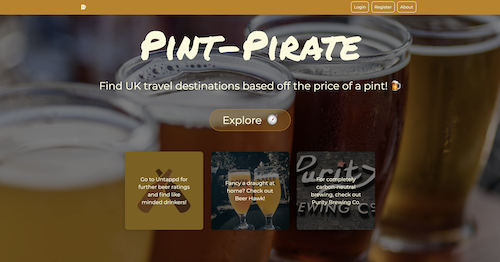 Login Register About
Pint-Pirate
Find UK travel destinations based off the price of a pint!
Explore
Go to Untappd for
further beer ratings
and find like
minded drinkers!
Fancy a draught at
home? Check out
Beer Hawk!
For completely
carbon-neutral
brewing, check out
Purity Brewing Co.
Purity
EWING CO